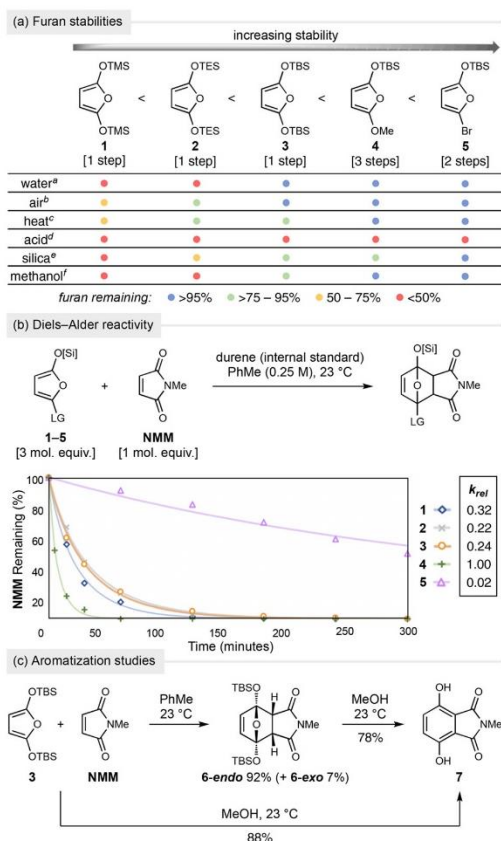 (a) Furan stabilities
increasing stability
OTMS OTES OTBS OTBS OTBS
O < O < O < O < O
OTMS OTES OTBS OMe Br
1 2 3 4 5
[1 step] [1 step] [1 step] [3 steps] [2 steps]
waterᵃ
airᵇ
heatᶜ
acidᵈ
silicaᵉ
methanolᶠ
furan remaining: >95% >75 – 95% 50 – 75% <50%
(b) Diels–Alder reactivity
O[Si]
O
LG
1–5
[3 mol. equiv.]
+
O
NMe
O
NMM
[1 mol. equiv.]
durene (internal standard)
PhMe (0.25 M), 23 °C
O[Si]
O
O
NMe
O
LG
NMM Remaining (%)
100
80
60
40
20
0 50 100 150 200 250 300
Time (minutes)
k_rel
1 0.32
2 0.22
3 0.24
4 1.00
5 0.02
(c) Aromatization studies
OTBS
O
OTBS
3
+
O
NMe
O
NMM
PhMe
23 °C
TBSO H O
O NMe
TBSO H O
6-endo 92% (+ 6-exo 7%)
MeOH
23 °C
78%
OH O
NMe
OH O
7
MeOH, 23 °C
88%